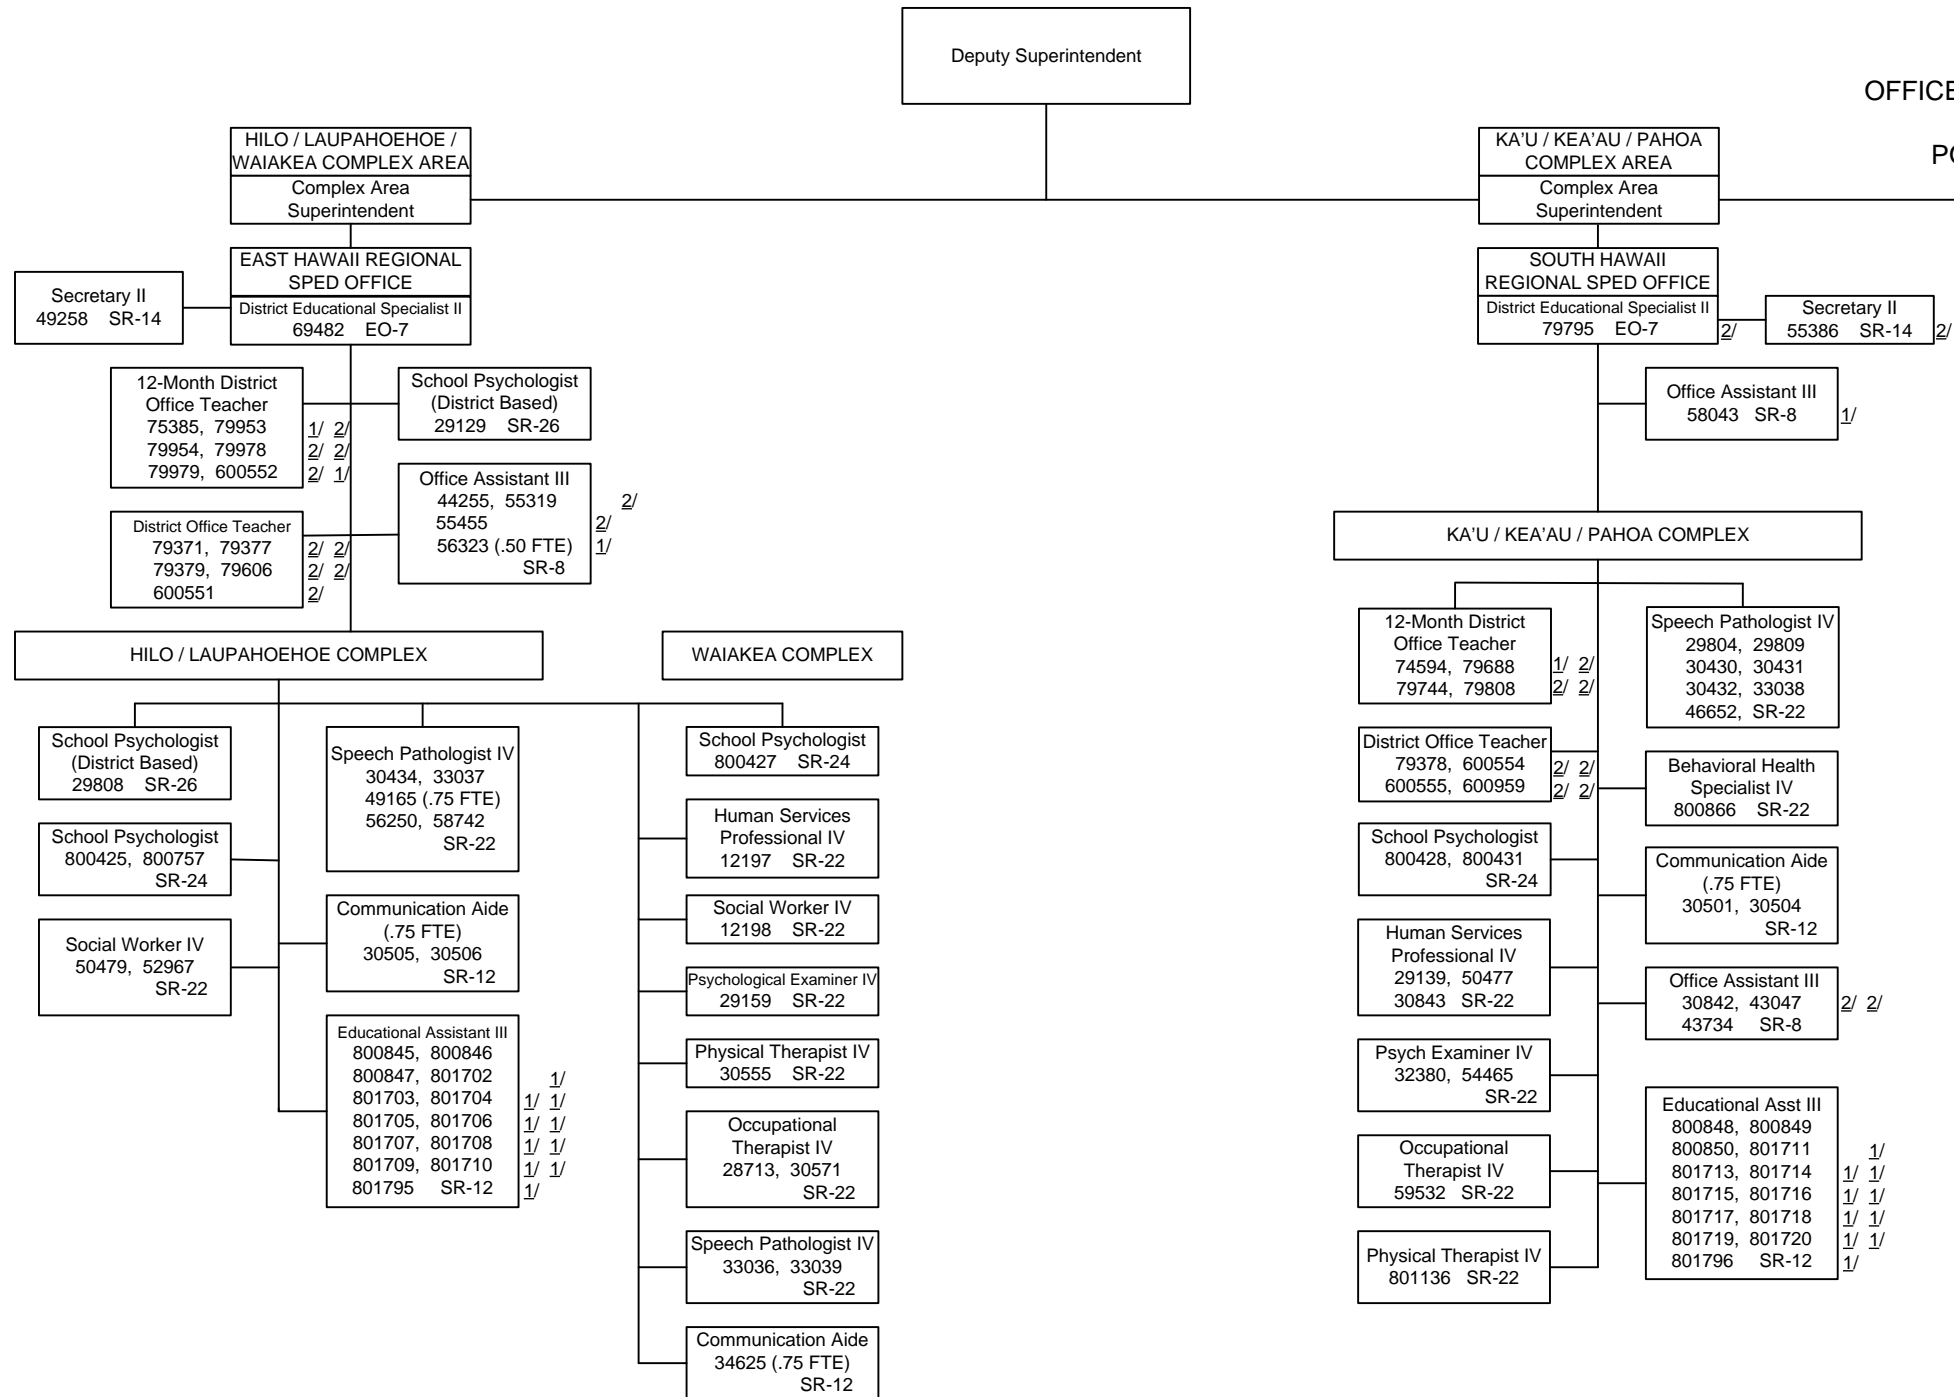 Deputy Superintendent
OFFICE
PO
HILO / LAUPAHOEHOE /
WAIAKEA COMPLEX AREA
Complex Area
Superintendent
EAST HAWAII REGIONAL
SPED OFFICE
District Educational Specialist II
69482 EO-7
Secretary II
49258 SR-14
12-Month District
Office Teacher
75385, 79953 1/ 2/
79954, 79978 2/ 2/
79979, 600552 2/ 1/
School Psychologist
(District Based)
29129 SR-26
District Office Teacher
79371, 79377 2/ 2/
79379, 79606 2/ 2/
600551 2/
Office Assistant III
44255, 55319 2/
55455 2/
56323 (.50 FTE) 1/
SR-8
HILO / LAUPAHOEHOE COMPLEX
WAIAKEA COMPLEX
School Psychologist
(District Based)
29808 SR-26
School Psychologist
800425, 800757
SR-24
Social Worker IV
50479, 52967
SR-22
Speech Pathologist IV
30434, 33037
49165 (.75 FTE)
56250, 58742
SR-22
Communication Aide
(.75 FTE)
30505, 30506
SR-12
Educational Assistant III
800845, 800846
800847, 801702 1/
801703, 801704 1/ 1/
801705, 801706 1/ 1/
801707, 801708 1/ 1/
801709, 801710 1/ 1/
801795 SR-12 1/
School Psychologist
800427 SR-24
Human Services
Professional IV
12197 SR-22
Social Worker IV
12198 SR-22
Psychological Examiner IV
29159 SR-22
Physical Therapist IV
30555 SR-22
Occupational
Therapist IV
28713, 30571
SR-22
Speech Pathologist IV
33036, 33039
SR-22
Communication Aide
34625 (.75 FTE)
SR-12
KA'U / KEA'AU / PAHOA
COMPLEX AREA
Complex Area
Superintendent
SOUTH HAWAII
REGIONAL SPED OFFICE
District Educational Specialist II
79795 EO-7 2/
Secretary II
55386 SR-14 2/
Office Assistant III
58043 SR-8 1/
KA'U / KEA'AU / PAHOA COMPLEX
12-Month District
Office Teacher
74594, 79688 1/ 2/
79744, 79808 2/ 2/
District Office Teacher
79378, 600554 2/ 2/
600555, 600959 2/ 2/
School Psychologist
800428, 800431
SR-24
Human Services
Professional IV
29139, 50477
30843 SR-22
Psych Examiner IV
32380, 54465
SR-22
Occupational
Therapist IV
59532 SR-22
Physical Therapist IV
801136 SR-22
Speech Pathologist IV
29804, 29809
30430, 30431
30432, 33038
46652, SR-22
Behavioral Health
Specialist IV
800866 SR-22
Communication Aide
(.75 FTE)
30501, 30504
SR-12
Office Assistant III
30842, 43047 2/ 2/
43734 SR-8
Educational Asst III
800848, 800849
800850, 801711 1/
801713, 801714 1/ 1/
801715, 801716 1/ 1/
801717, 801718 1/ 1/
801719, 801720 1/ 1/
801796 SR-12 1/